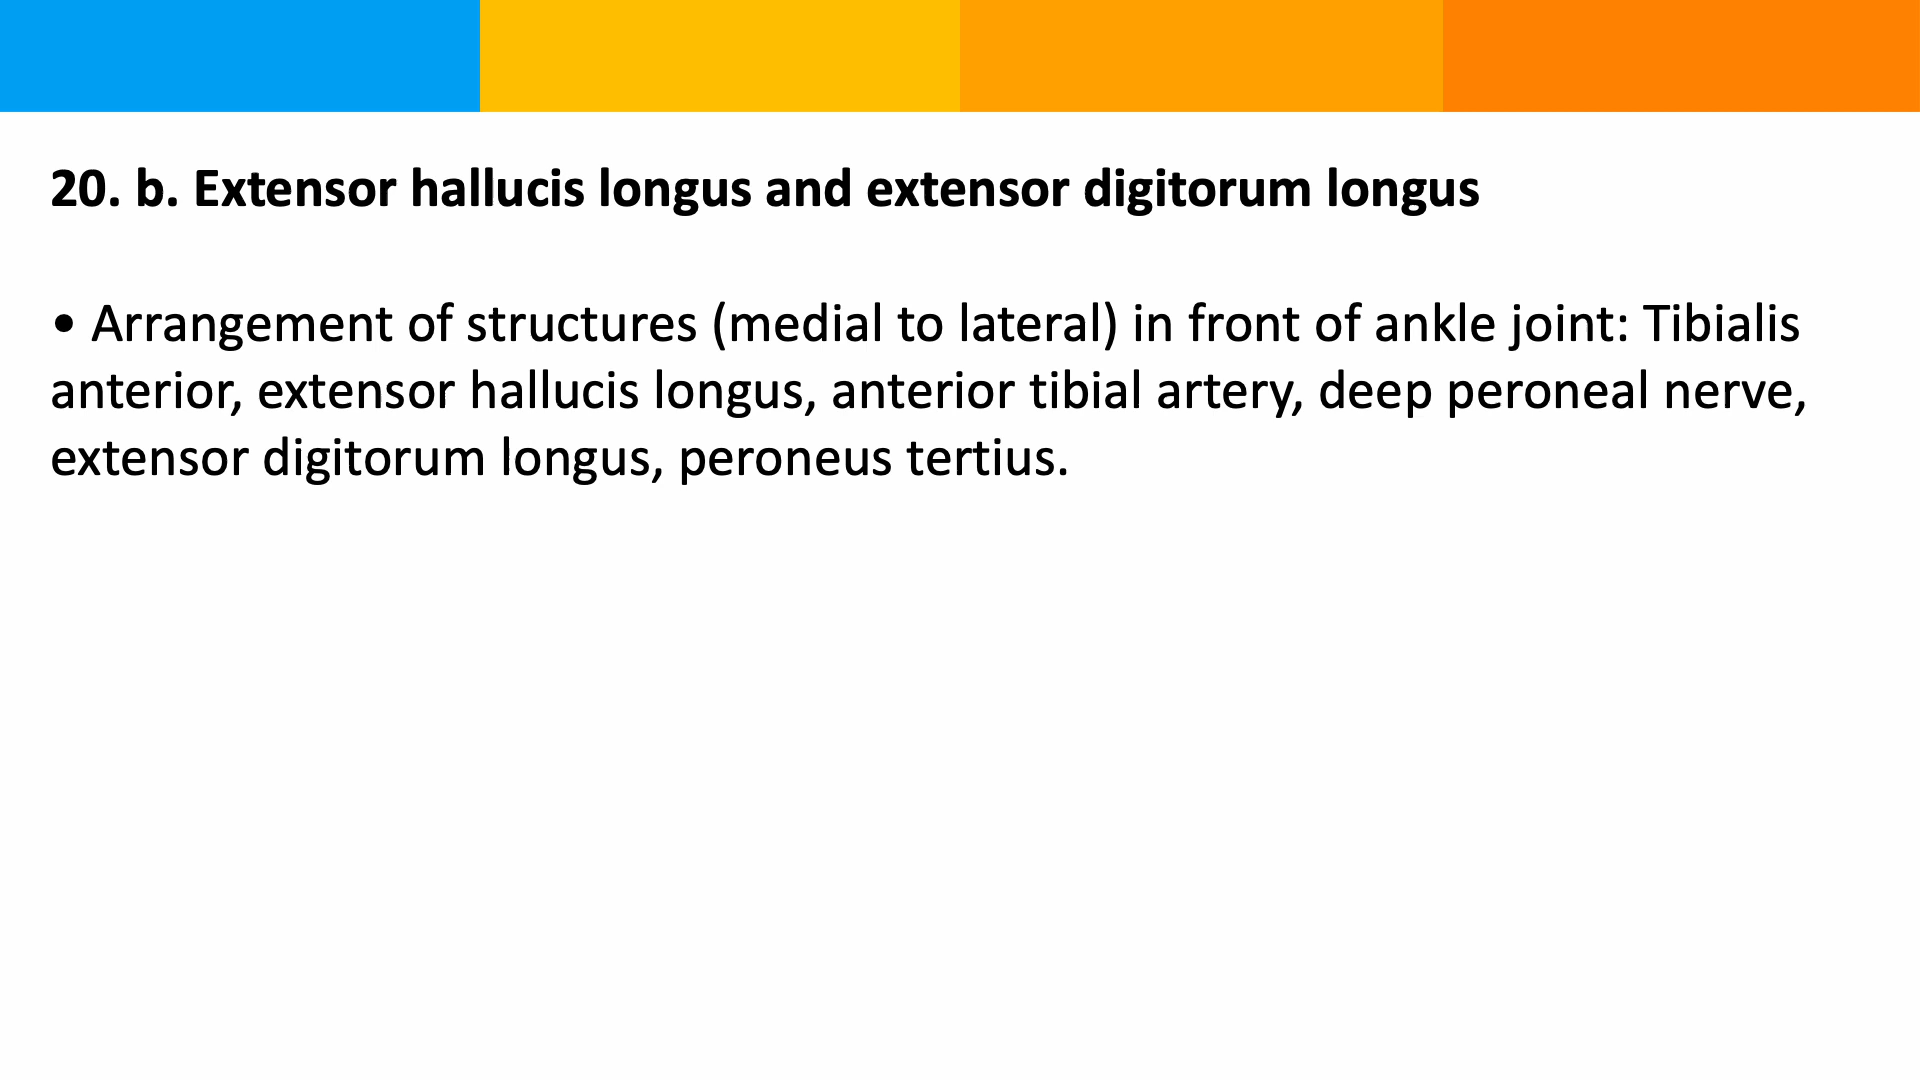 20. b. Extensor hallucis longus and extensor digitorum longus
• Arrangement of structures (medial to lateral) in front of ankle joint: Tibialis
anterior, extensor hallucis longus, anterior tibial artery, deep peroneal nerve,
extensor digitorum longus, peroneus tertius.